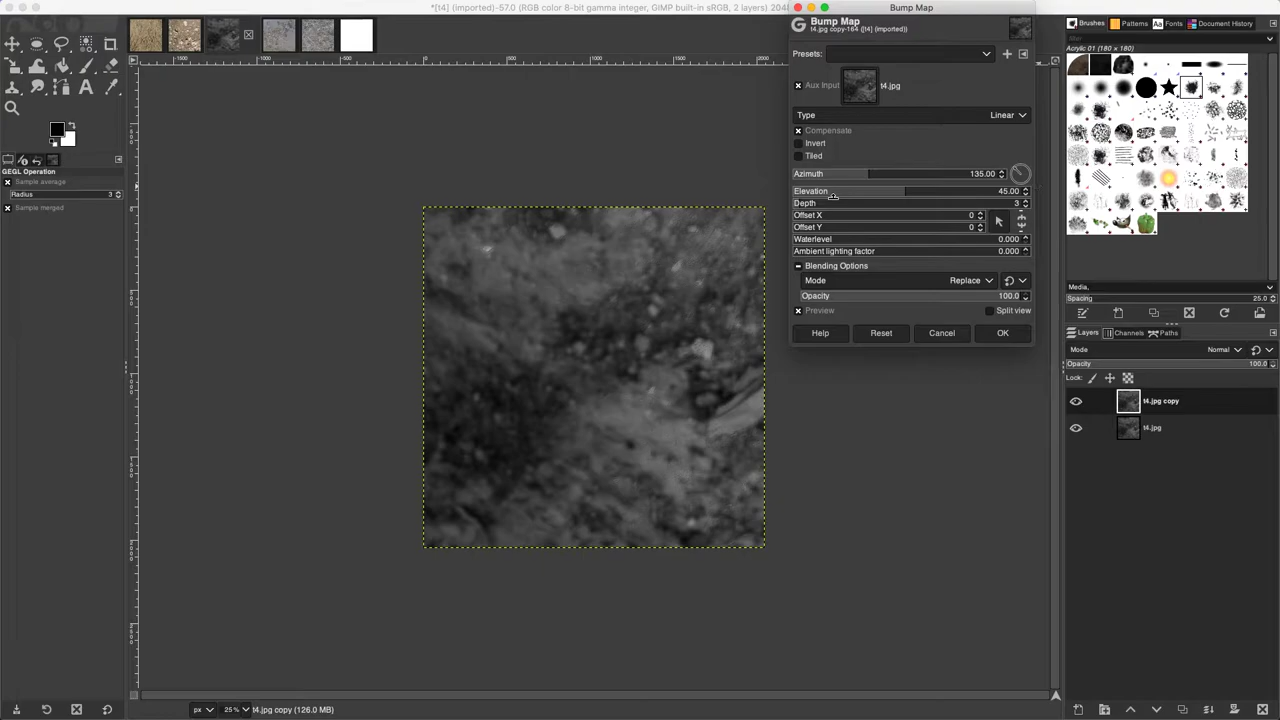 *[t4] (imported)-57.0 (RGB color 8-bit gamma integer, GIMP built-in sRGB, 2 layers)
Bump Map
Bump Map
t4.jpg copy-164 ([t4] (imported))
Presets:
Aux Input
t4.jpg
Type
Linear
Compensate
Invert
Tiled
Azimuth
135.00
Elevation
45.00
Depth
3
Offset X
0
Offset Y
0
Waterlevel
0.000
Ambient lighting factor
0.000
Blending Options
Mode
Replace
Opacity
100.0
Preview
Split view
Help
Reset
Cancel
OK
GEGL Operation
Sample average
Radius
3
Sample merged
px
25%
t4.jpg copy (126.0 MB)
Brushes
Patterns
Fonts
Document History
filter
Acrylic 01 (180 x 180)
Media,
Spacing
25.0
Layers
Channels
Paths
Mode
Normal
Opacity
100.0
Lock:
t4.jpg copy
t4.jpg